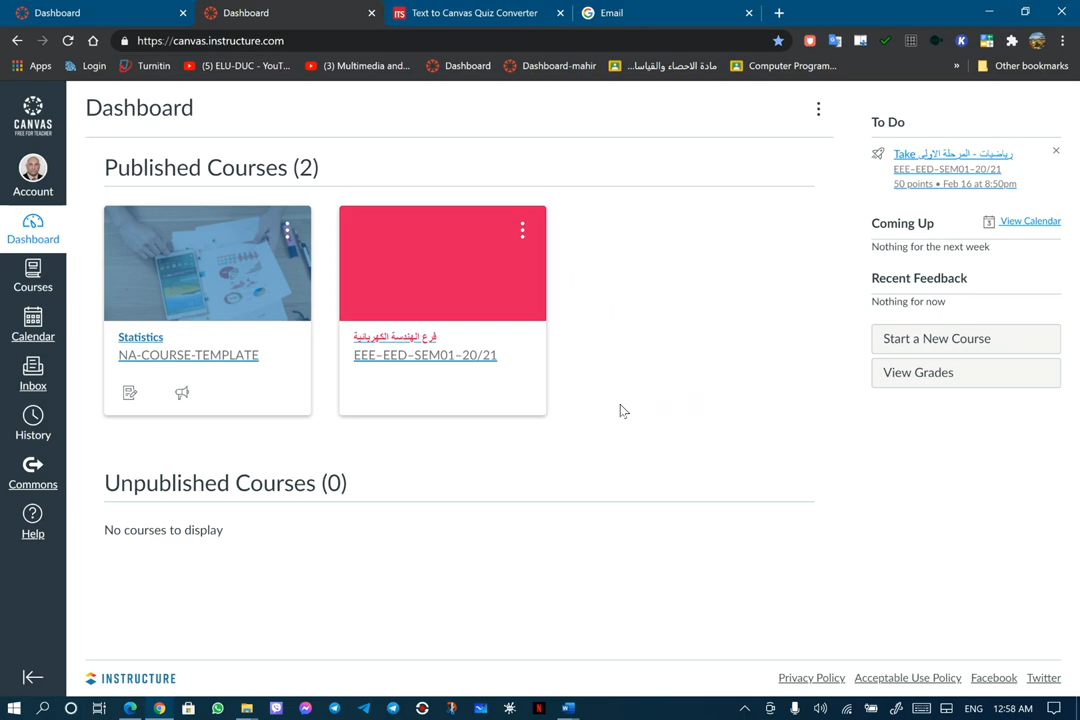 Dashboard
Dashboard
ITS Text to Canvas Quiz Converter
Email
https://canvas.instructure.com
Apps
Login
Turnitin
(5) ELU-DUC - YouT...
(3) Multimedia and...
Dashboard
Dashboard-mahir
مادة الاحصاء والقياسا...
Computer Program...
»
Other bookmarks
CANVAS
FREE FOR TEACHER
Account
Dashboard
Courses
Calendar
Inbox
History
Commons
Help
Dashboard
Published Courses (2)
Statistics
NA-COURSE-TEMPLATE
فرع الهندسة الكهربائية
EEE-EED-SEM01-20/21
Unpublished Courses (0)
No courses to display
To Do
Take رياضيات - المرحلة الاولى
EEE-EED-SEM01-20/21
50 points • Feb 16 at 8:50pm
Coming Up
View Calendar
Nothing for the next week
Recent Feedback
Nothing for now
Start a New Course
View Grades
INSTRUCTURE
Privacy Policy
Acceptable Use Policy
Facebook
Twitter
ENG
12:58 AM